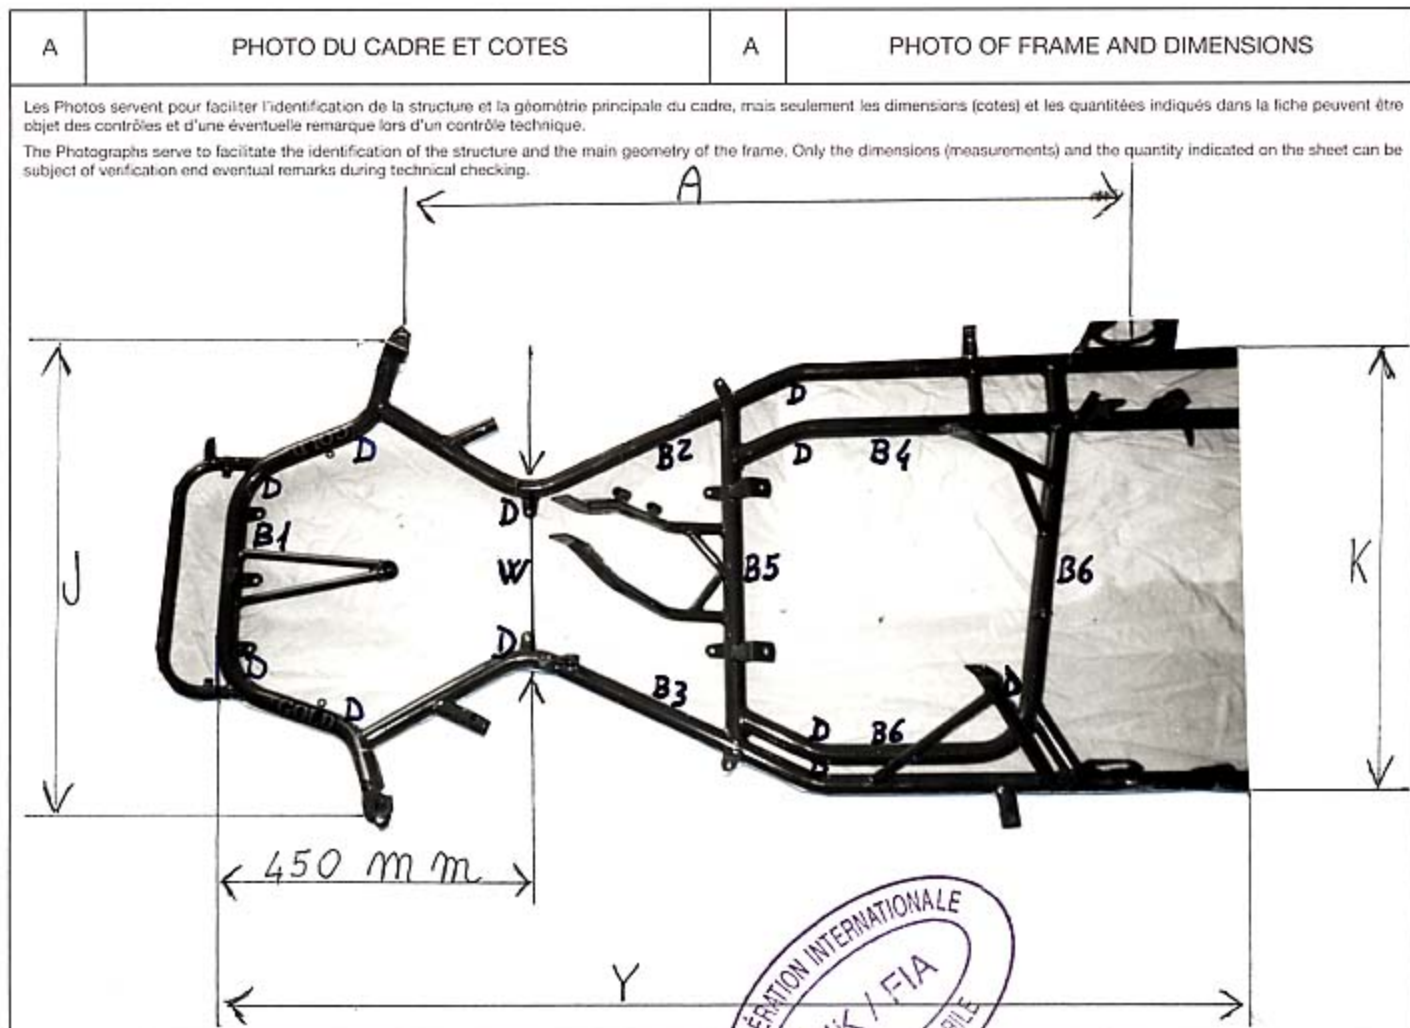 A PHOTO DU CADRE ET COTES A PHOTO OF FRAME AND DIMENSIONS
Les Photos servent pour faciliter l'identification de la structure et la géométrie principale du cadre, mais seulement les dimensions (cotes) et les quantitées indiqués dans la fiche peuvent être
objet des contrôles et d'une éventuelle remarque lors d'un contrôle technique.
The Photographs serve to facilitate the identification of the structure and the main geometry of the frame. Only the dimensions (measurements) and the quantity indicated on the sheet can be
subject of verification end eventual remarks during technical checking.
A
D
D
B2
D
B4
D
D
D
B1
W
B5
B6
K
J
D
D
B3
D
D
GOLD
D
B6
450 mm
Y
FÉDÉRATION INTERNATIONALE
/ FIA